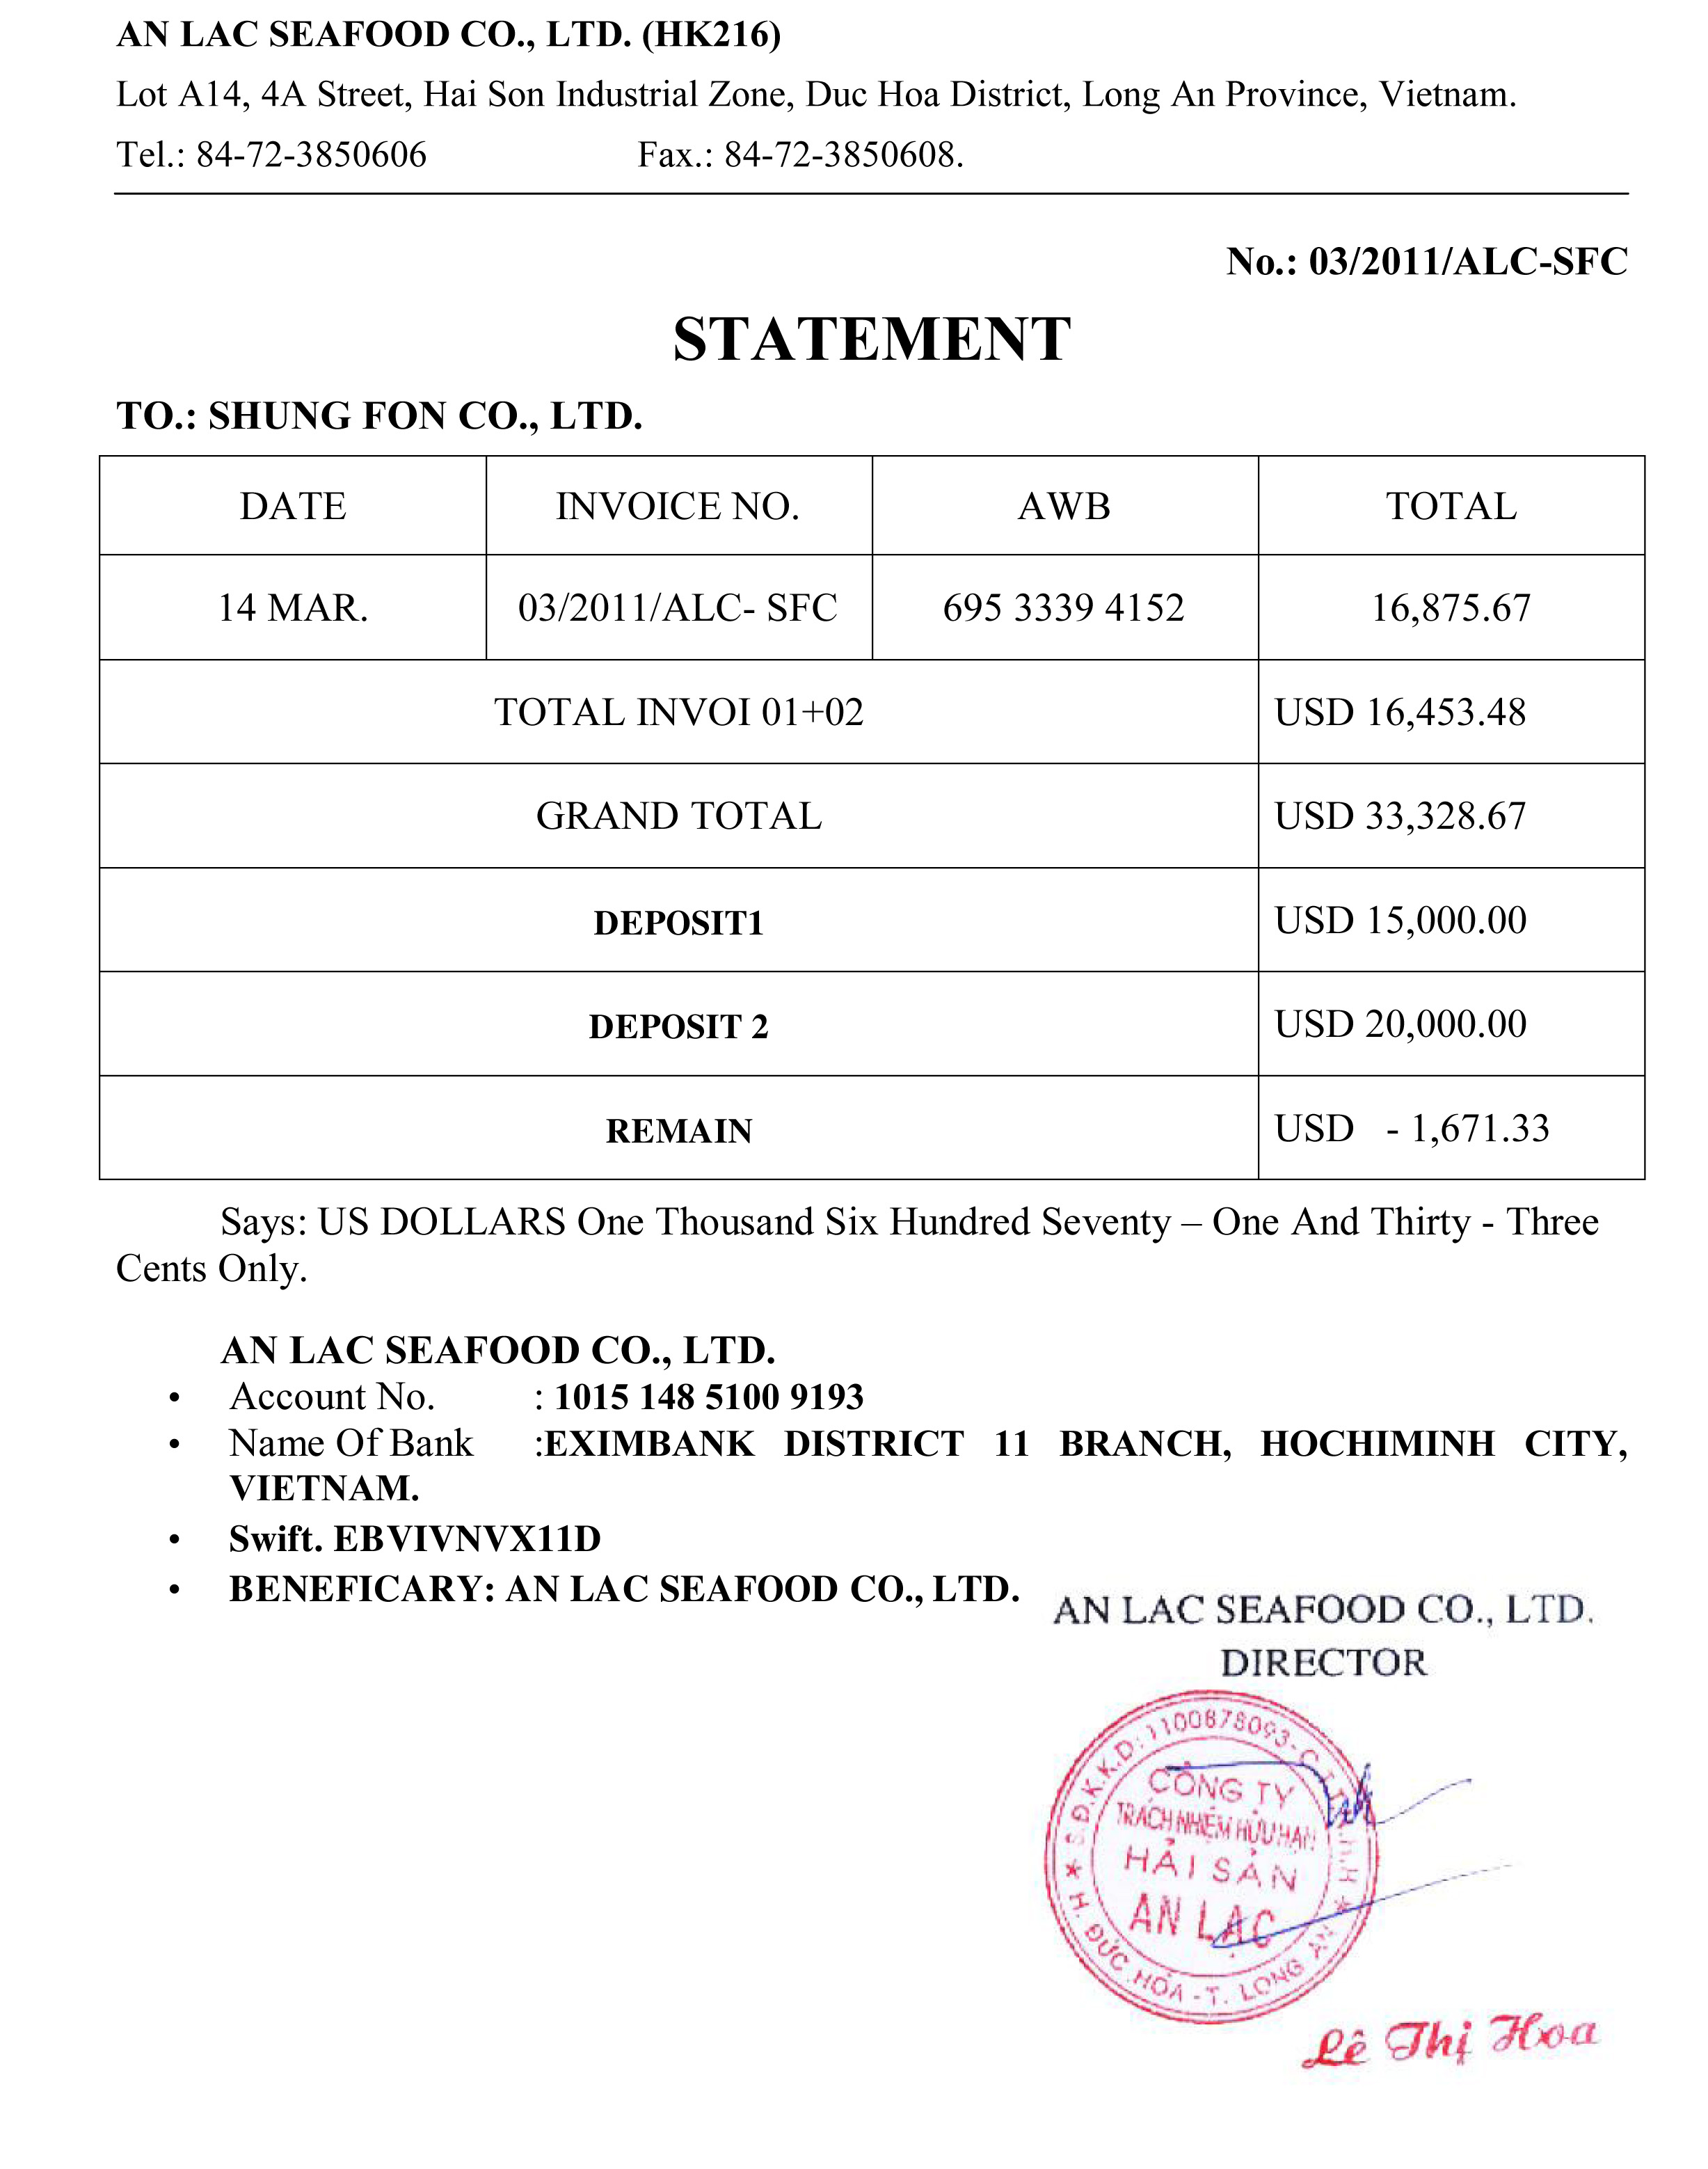 AN LAC SEAFOOD CO., LTD. (HK216)
Lot A14, 4A Street, Hai Son Industrial Zone, Duc Hoa District, Long An Province, Vietnam.
Tel.: 84-72-3850606 Fax.: 84-72-3850608.
No.: 03/2011/ALC-SFC
STATEMENT
TO.: SHUNG FON CO., LTD.
DATE INVOICE NO. AWB TOTAL
14 MAR. 03/2011/ALC- SFC 695 3339 4152 16,875.67
TOTAL INVOI 01+02 USD 16,453.48
GRAND TOTAL USD 33,328.67
DEPOSIT1 USD 15,000.00
DEPOSIT 2 USD 20,000.00
REMAIN USD - 1,671.33
Says: US DOLLARS One Thousand Six Hundred Seventy – One And Thirty - Three
Cents Only.
AN LAC SEAFOOD CO., LTD.
• Account No. : 1015 148 5100 9193
• Name Of Bank :EXIMBANK DISTRICT 11 BRANCH, HOCHIMINH CITY,
VIETNAM.
• Swift. EBVIVNVX11D
• BENEFICARY: AN LAC SEAFOOD CO., LTD.
AN LAC SEAFOOD CO., LTD.
DIRECTOR
S.Đ.K.K.D: 1100878093-C.T.T.N.H.H
CÔNG TY
TRÁCH NHIỆM HỮU HẠN
HẢI SẢN
AN LẠC
H. ĐỨC HÒA - T. LONG AN
Lê Thị Hoa